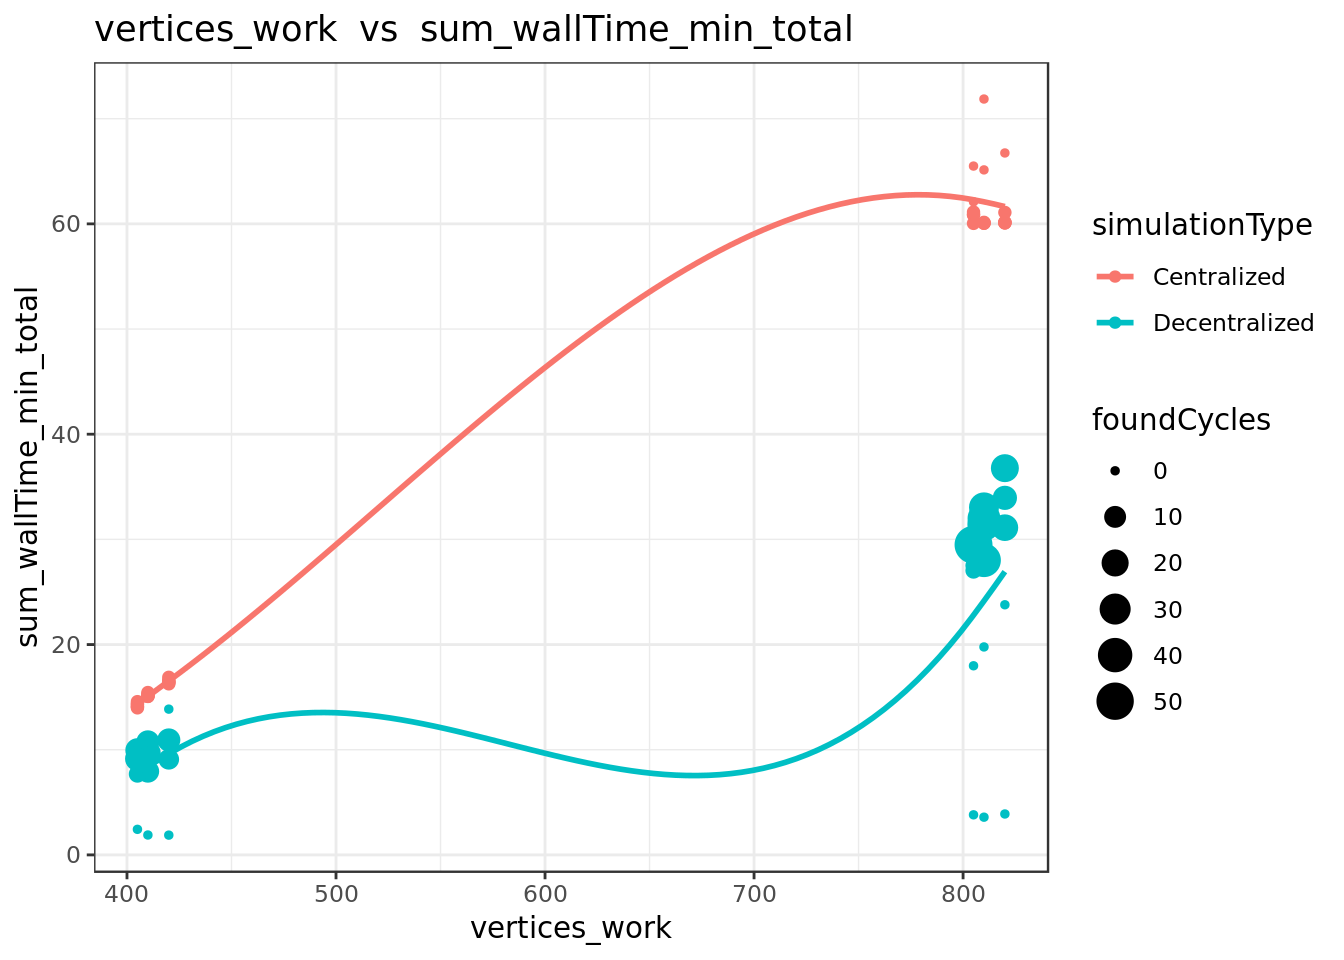 vertices_work  vs  sum_wallTime_min_total
sum_wallTime_min_total
60
40
20
0
400
500
600
700
800
vertices_work
simulationType
Centralized
Decentralized
foundCycles
0
10
20
30
40
50